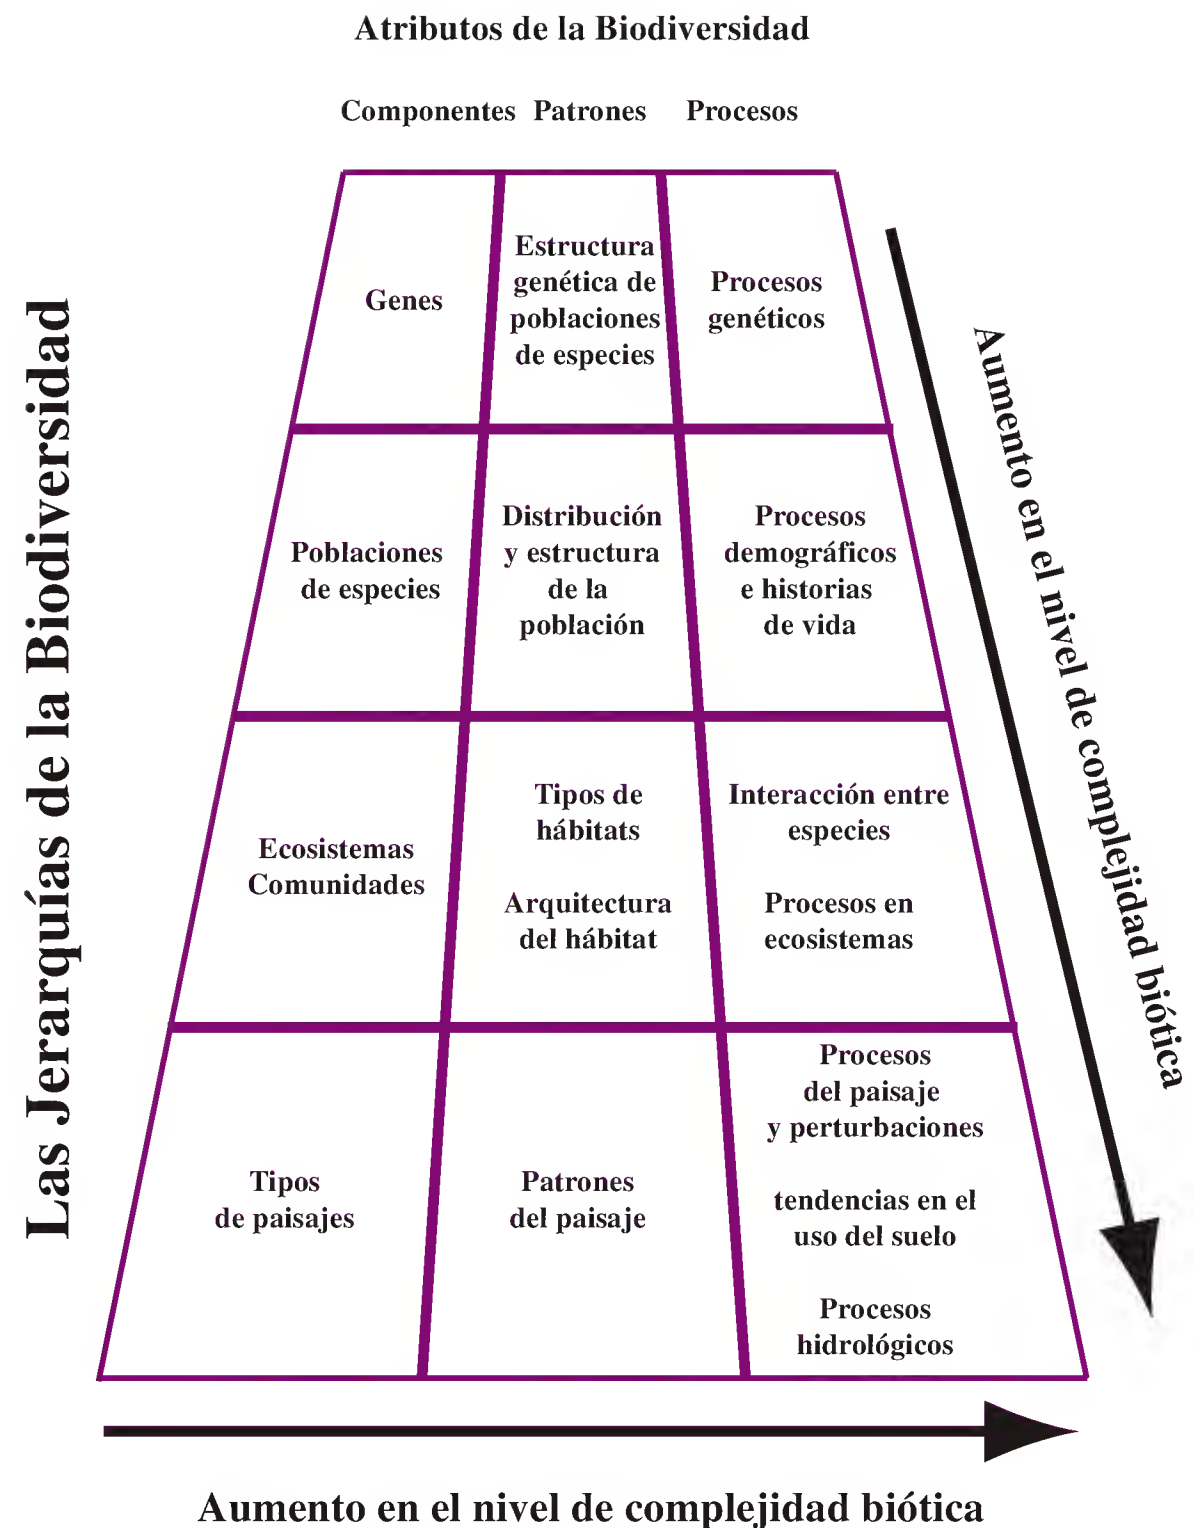 Atributos de la Biodiversidad
Componentes Patrones Procesos
Las Jerarquías de la Biodiversidad
Genes
Estructura
genética de
poblaciones
de especies
Procesos
genéticos
Poblaciones
de especies
Distribución
y estructura
de la
población
Procesos
demográficos
e historias
de vida
Ecosistemas
Comunidades
Tipos de
hábitats
Arquitectura
del hábitat
Interacción entre
especies
Procesos en
ecosistemas
Tipos
de paisajes
Patrones
del paisaje
Procesos
del paisaje
y perturbaciones
tendencias en el
uso del suelo
Procesos
hidrológicos
Aumento en el nivel de complejidad biótica
Aumento en el nivel de complejidad biótica